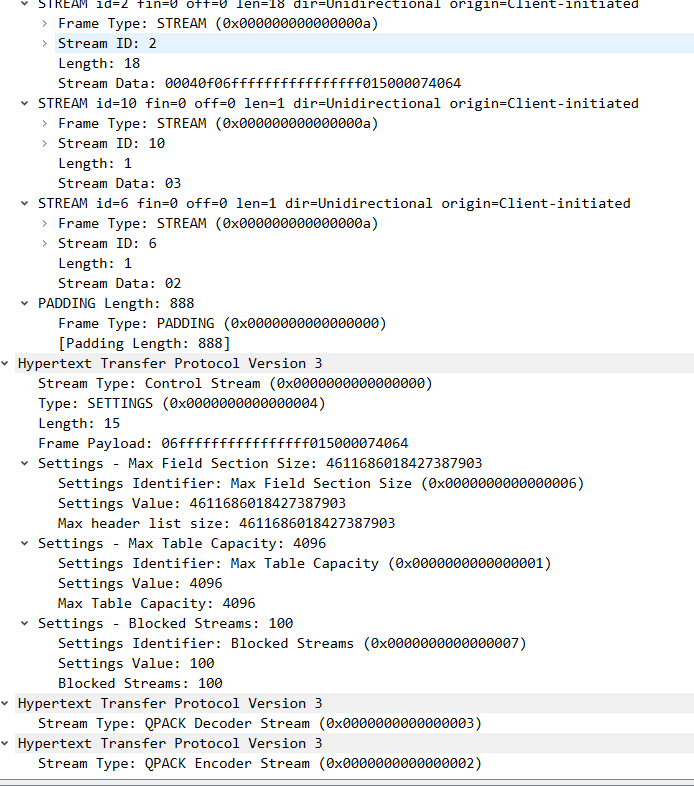 STREAM id=2 fin=0 off=0 len=18 dir=Unidirectional origin=Client-initiated
Frame Type: STREAM (0x000000000000000a)
Stream ID: 2
Length: 18
Stream Data: 00040f06ffffffffffffffff015000074064
STREAM id=10 fin=0 off=0 len=1 dir=Unidirectional origin=Client-initiated
Frame Type: STREAM (0x000000000000000a)
Stream ID: 10
Length: 1
Stream Data: 03
STREAM id=6 fin=0 off=0 len=1 dir=Unidirectional origin=Client-initiated
Frame Type: STREAM (0x000000000000000a)
Stream ID: 6
Length: 1
Stream Data: 02
PADDING Length: 888
Frame Type: PADDING (0x0000000000000000)
[Padding Length: 888]
Hypertext Transfer Protocol Version 3
Stream Type: Control Stream (0x0000000000000000)
Type: SETTINGS (0x0000000000000004)
Length: 15
Frame Payload: 06ffffffffffffffff015000074064
Settings - Max Field Section Size: 4611686018427387903
Settings Identifier: Max Field Section Size (0x0000000000000006)
Settings Value: 4611686018427387903
Max header list size: 4611686018427387903
Settings - Max Table Capacity: 4096
Settings Identifier: Max Table Capacity (0x0000000000000001)
Settings Value: 4096
Max Table Capacity: 4096
Settings - Blocked Streams: 100
Settings Identifier: Blocked Streams (0x0000000000000007)
Settings Value: 100
Blocked Streams: 100
Hypertext Transfer Protocol Version 3
Stream Type: QPACK Decoder Stream (0x0000000000000003)
Hypertext Transfer Protocol Version 3
Stream Type: QPACK Encoder Stream (0x0000000000000002)